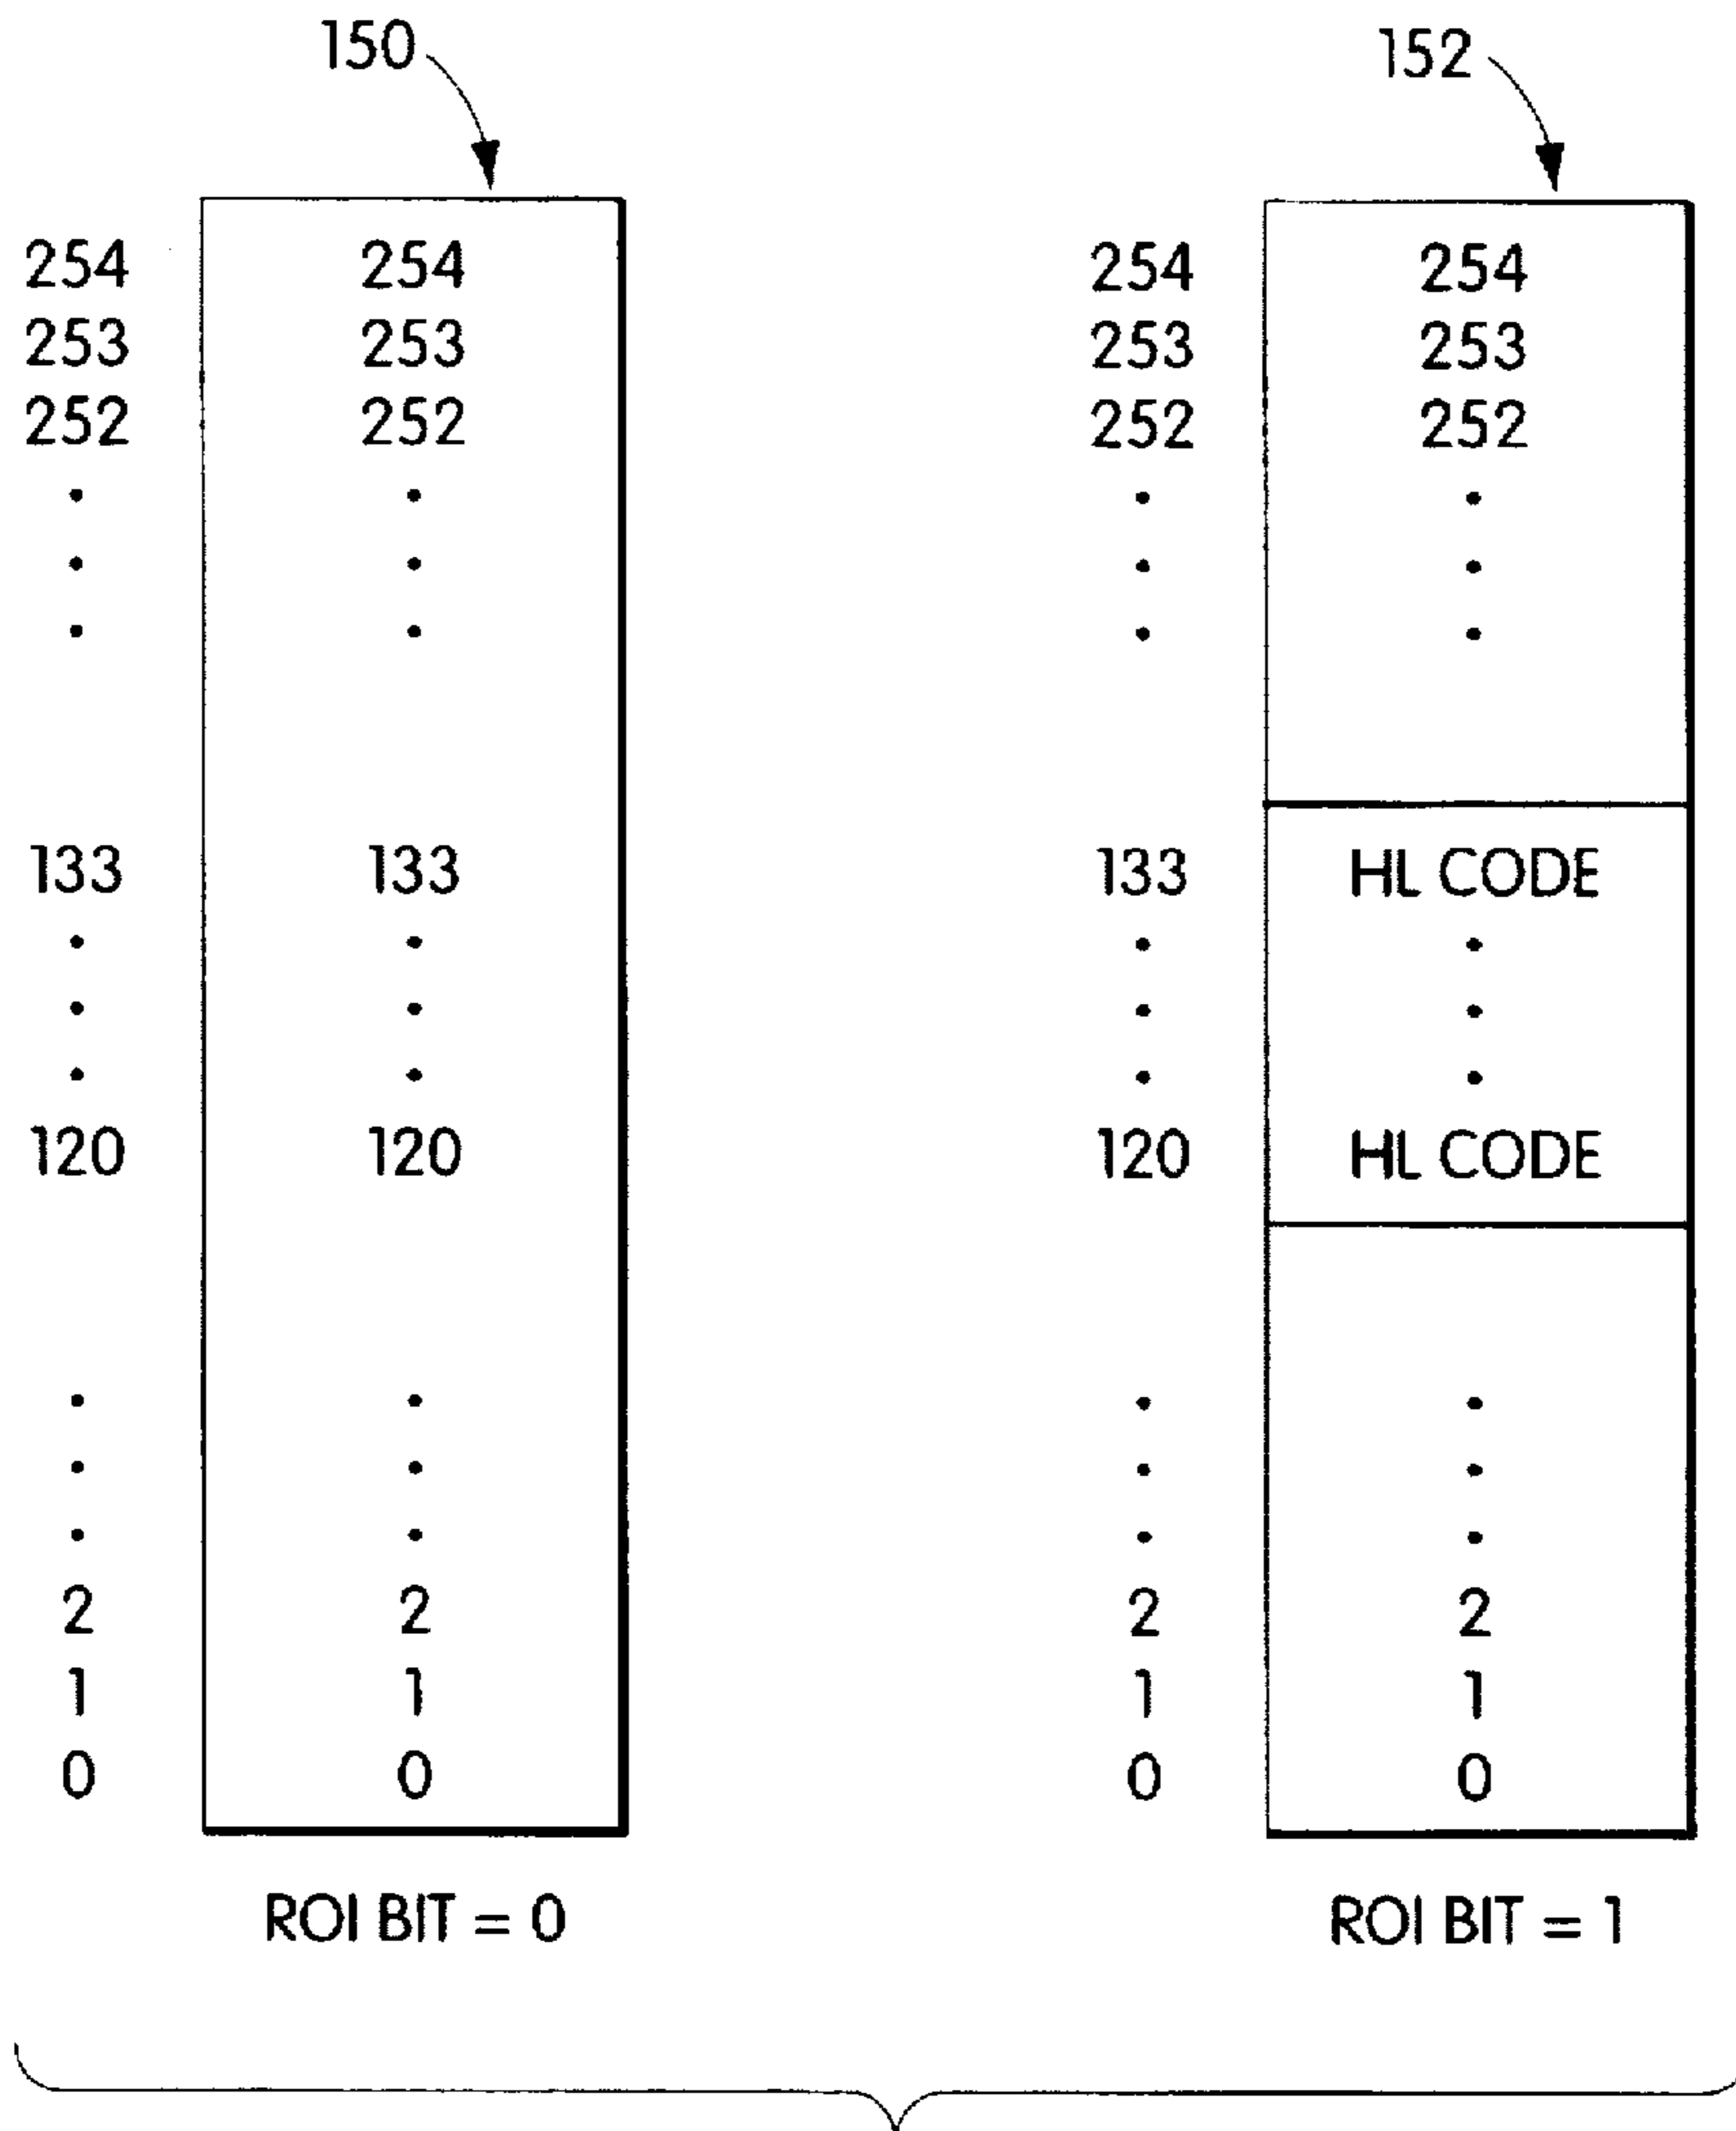 150
152
254 254 254 254
253 253 253 253
252 252 252 252
. . . .
. . . .
. . . .
133 133 133 HL CODE
. . . .
. . . .
. . . .
120 120 120 HL CODE
. . . .
. . . .
. . . .
2 2 2 2
1 1 1 1
0 0 0 0
ROI BIT = 0
ROI BIT = 1